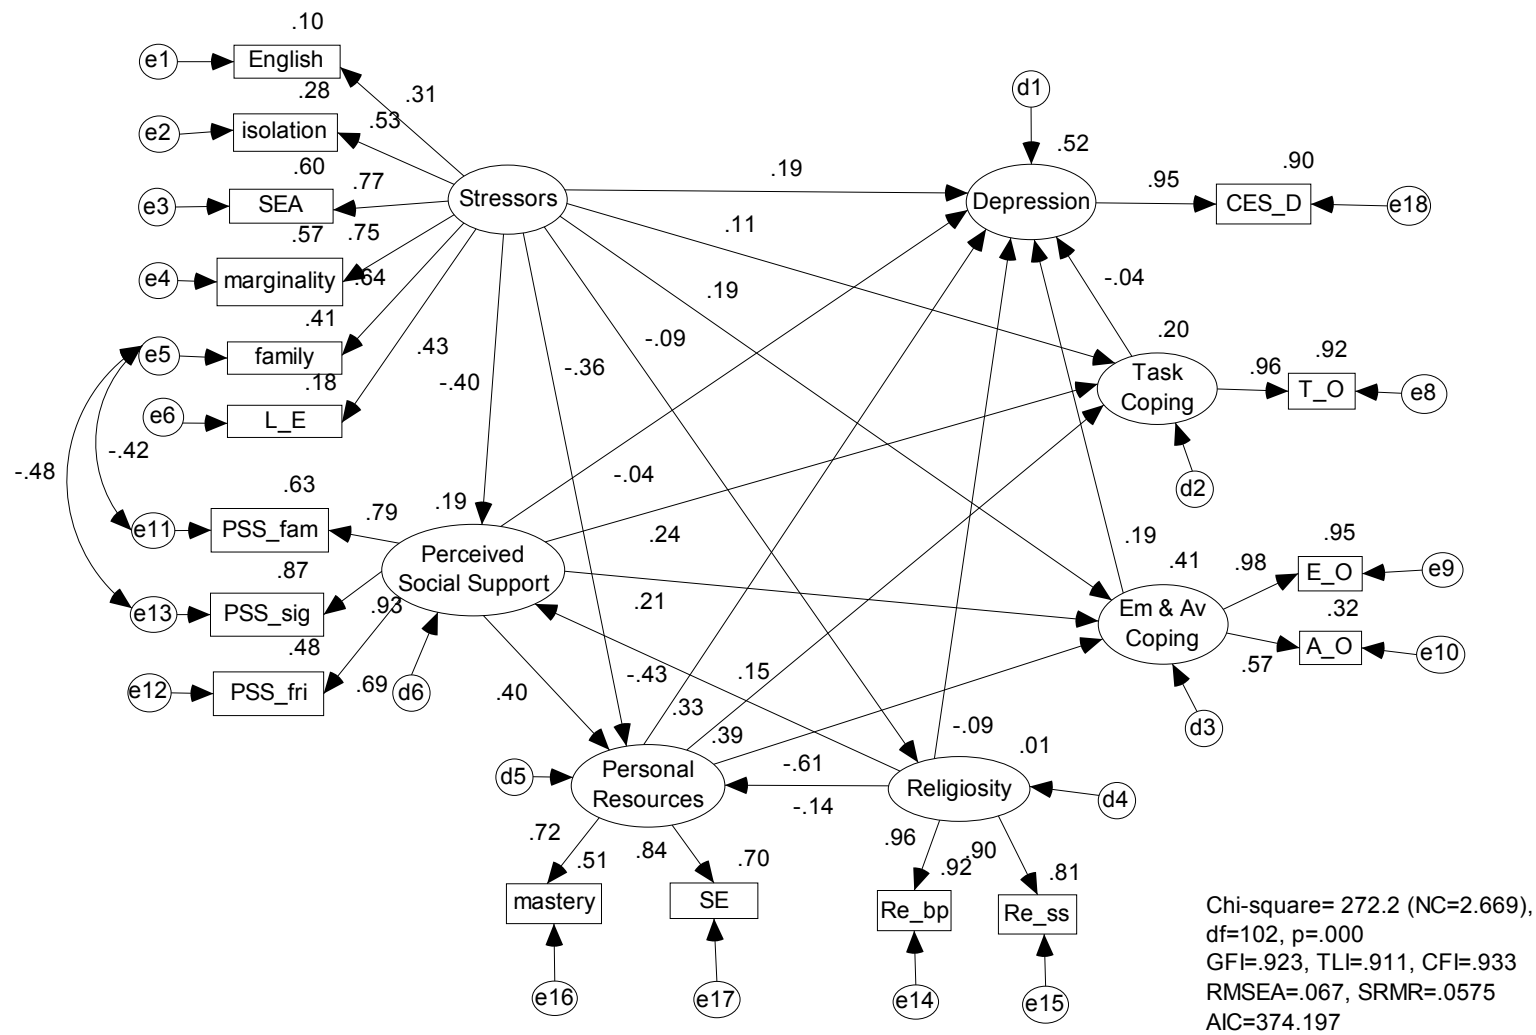 .10
e1
English
.28
.31
e2
isolation
.53
.60
e3
SEA
.77
.57
.75
e4
marginality
.64
.41
e5
family
.43
.18
e6
L_E
-.42
-.48
.63
e11
PSS_fam
.79
.87
e13
PSS_sig
.93
.48
e12
PSS_fri
.69
d6
Stressors
.19
.11
.19
-.09
-.36
-.40
d1
.52
Depression
.95
.90
CES_D
e18
-.04
.20
Task
Coping
.96
.92
T_O
e8
d2
.19
Perceived
Social Support
-.04
.24
.21
.19
.41
Em & Av
Coping
.98
.95
E_O
e9
.32
A_O
e10
.57
d3
.40
-.43
.15
.33
.39
-.09
.01
-.61
-.14
d5
Personal
Resources
Religiosity
d4
.72
.51
.84
.70
mastery
SE
e16
e17
.96
.92
.90
.81
Re_bp
Re_ss
e14
e15
Chi-square= 272.2 (NC=2.669),
df=102, p=.000
GFI=.923, TLI=.911, CFI=.933
RMSEA=.067, SRMR=.0575
AIC=374.197